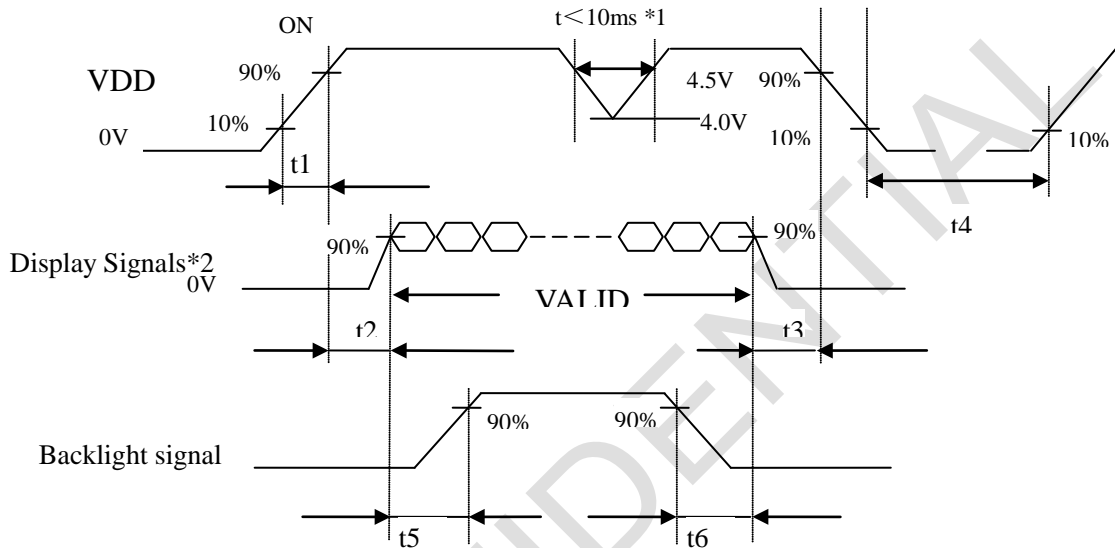 t＜10ms *1
ON
90%
VDD
4.5V
90%
0V
10%
4.0V
10%
10%
t1
t4
90%
90%
Display Signals*2
0V
VALID
t2
t3
90%
90%
Backlight signal
t5
t6